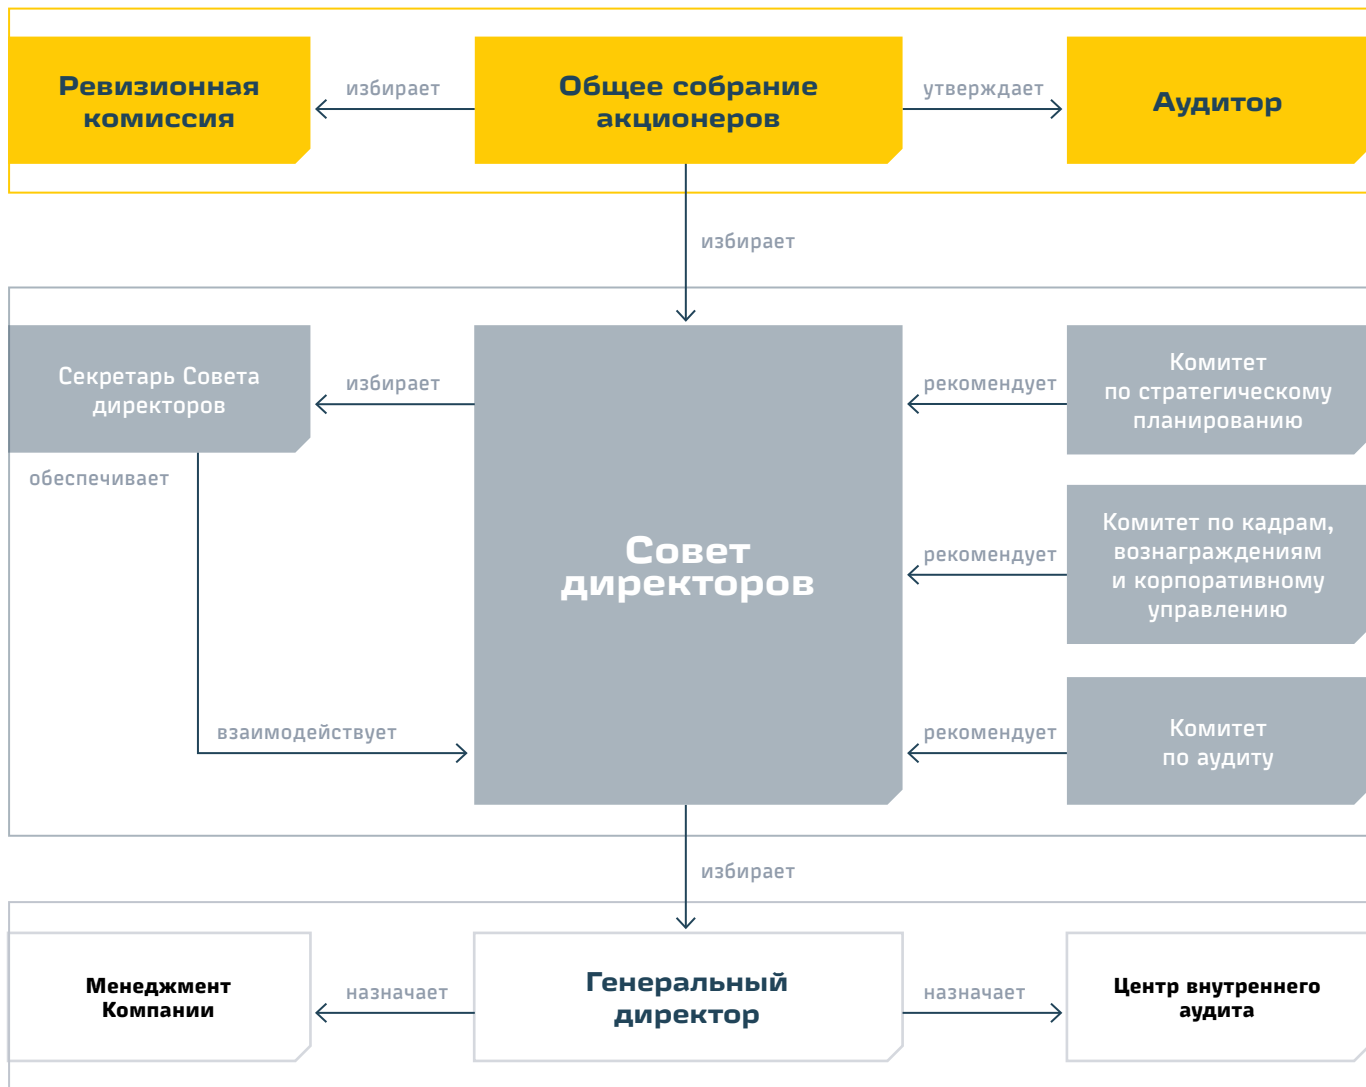 Ревизионная
комиссия
избирает
Общее собрание
акционеров
утверждает
Аудитор
избирает
Секретарь Совета
директоров
избирает
обеспечивает
взаимодействует
Совет
директоров
рекомендует
Комитет
по стратегическому
планированию
рекомендует
Комитет по кадрам,
вознаграждениям
и корпоративному
управлению
рекомендует
Комитет
по аудиту
избирает
Менеджмент
Компании
назначает
Генеральный
директор
назначает
Центр внутреннего
аудита